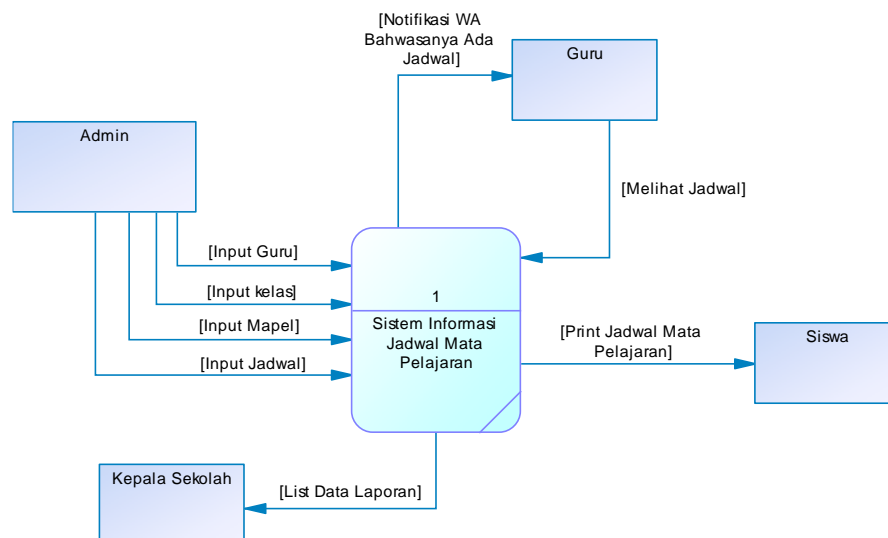 [Notifikasi WA
Bahwasanya Ada
Jadwal]
Guru
Admin
[Melihat Jadwal]
[Input Guru]
[Input kelas]
[Input Mapel]
[Input Jadwal]
1
Sistem Informasi
Jadwal Mata
Pelajaran
[Print Jadwal Mata
Pelajaran]
Siswa
Kepala Sekolah
[List Data Laporan]